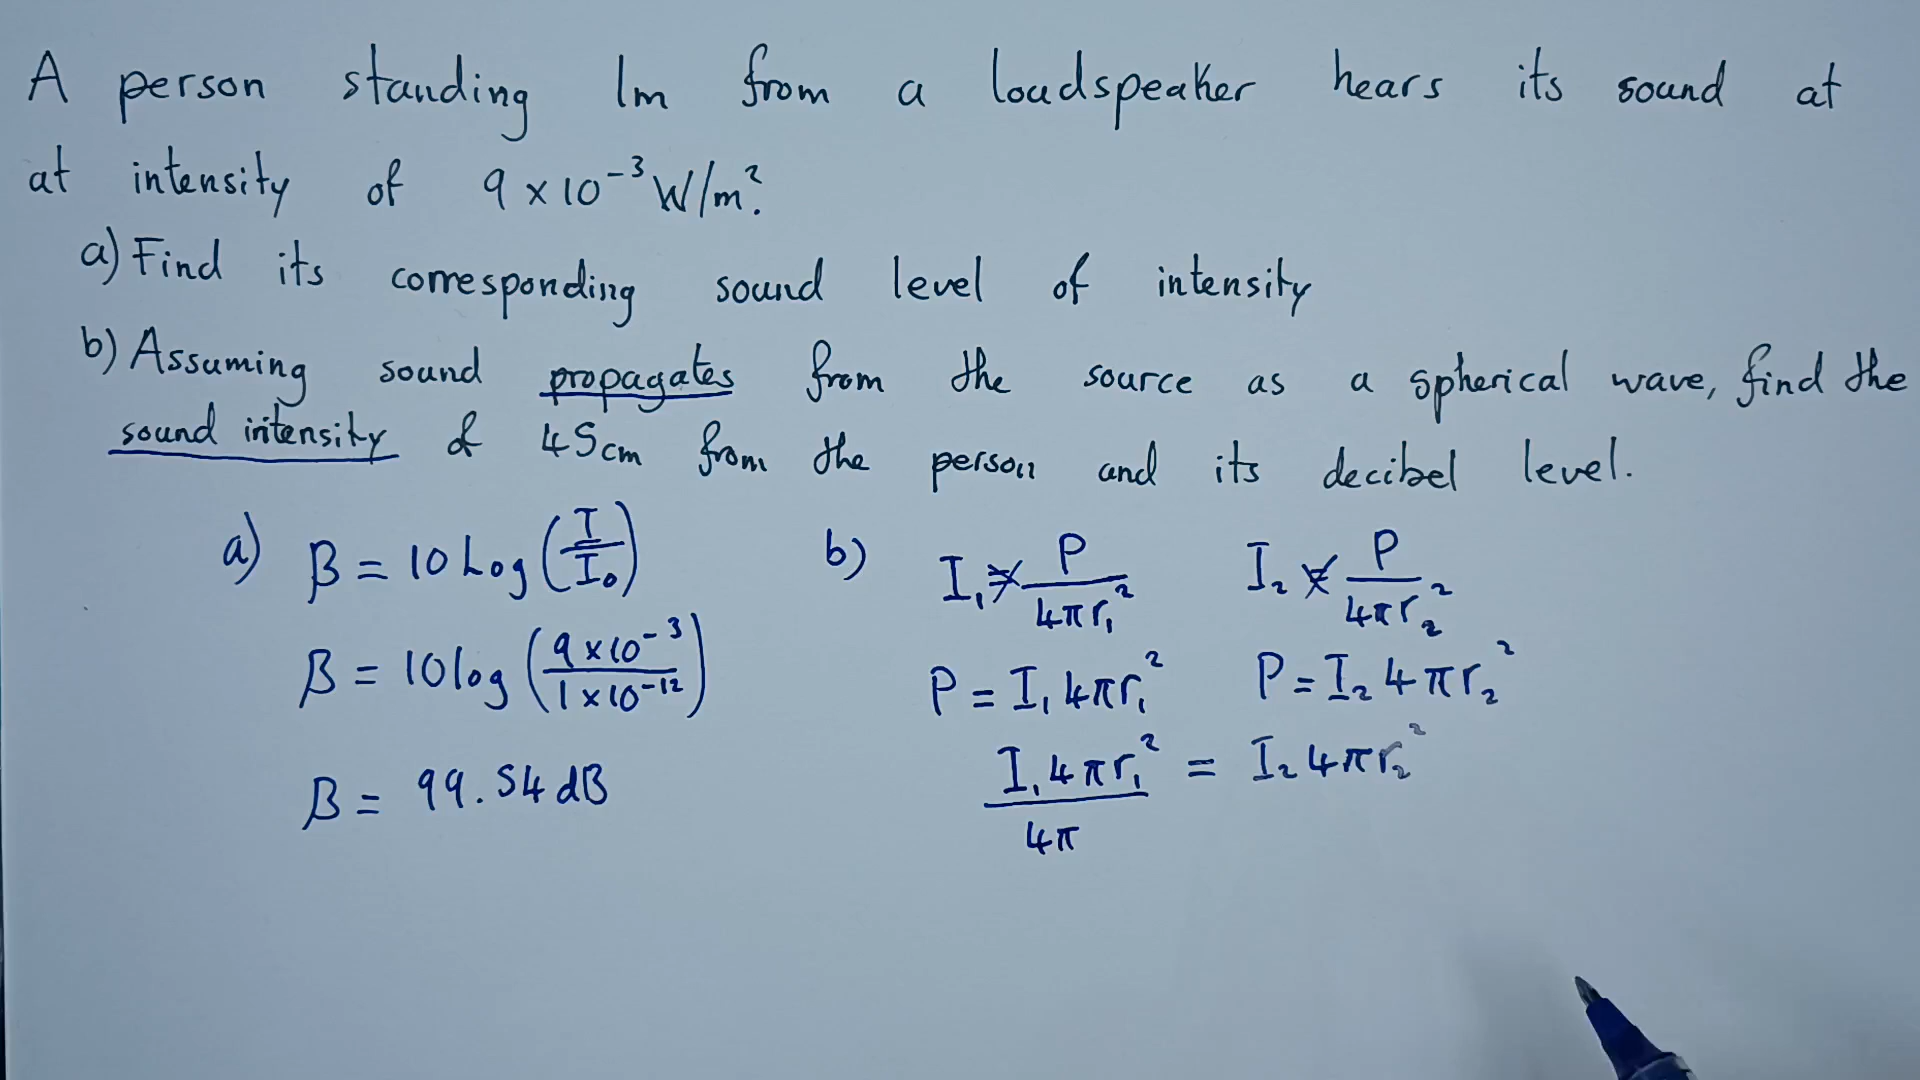 A person standing 1m from a loudspeaker hears its sound at
at intensity of 9 × 10⁻³ W/m².
a) Find its corresponding sound level of intensity
b) Assuming sound propagates from the source as a spherical wave, find the
sound intensity of 45cm from the person and its decibel level.
a) β = 10 Log (I/I₀)
β = 10 log (9 × 10⁻³ / 1 × 10⁻¹²)
β = 99.54 dB
b) I₁ = P/4πr₁² I₂ = P/4πr₂²
P = I₁ 4πr₁² P = I₂ 4πr₂²
I₁ 4πr₁² = I₂ 4πr₂²
4π